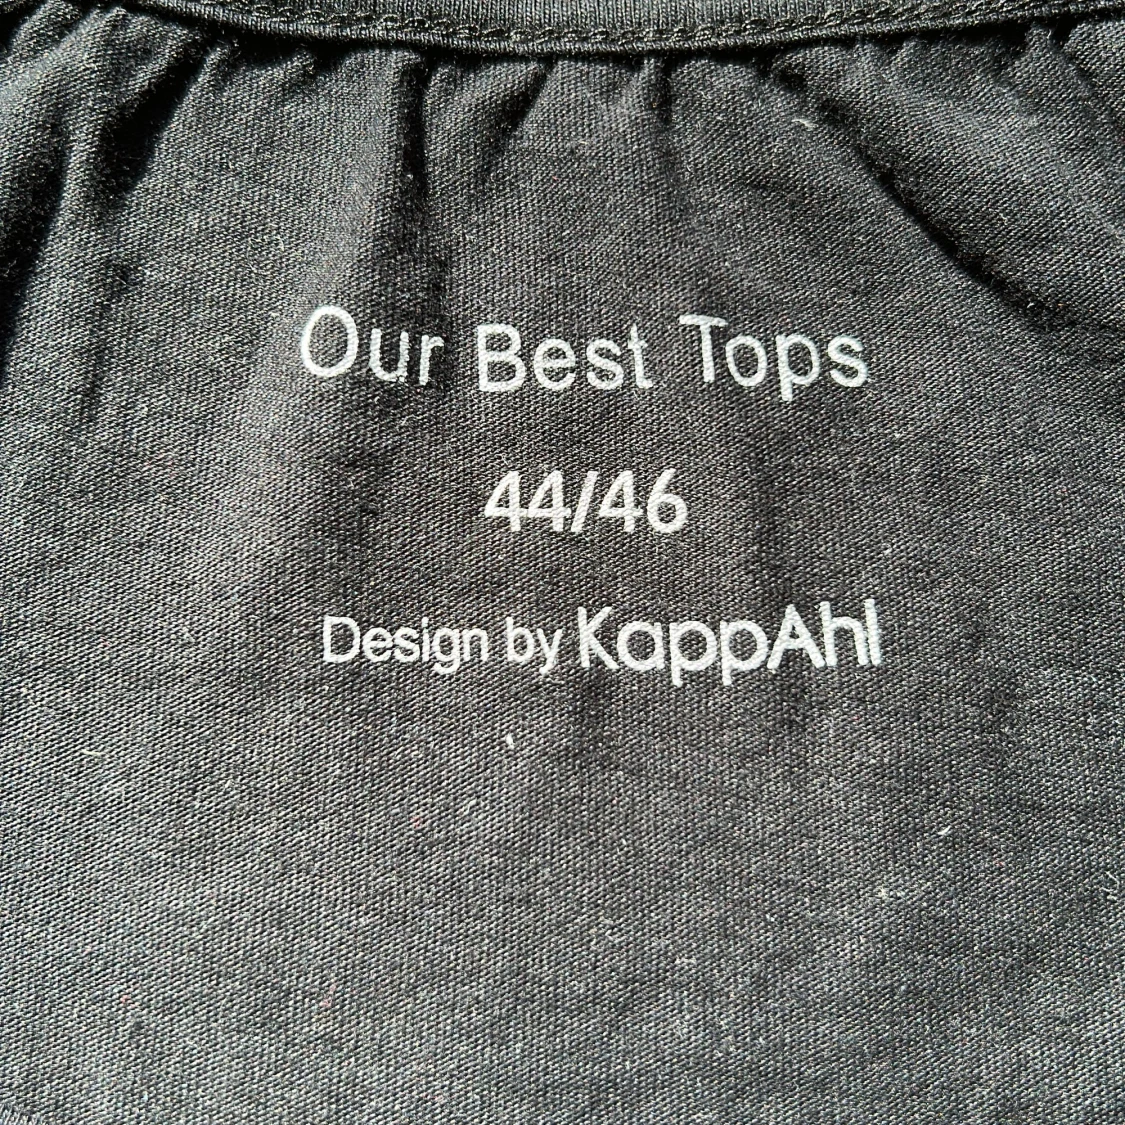 Our Best Tops
44/46
Design by KappAhl